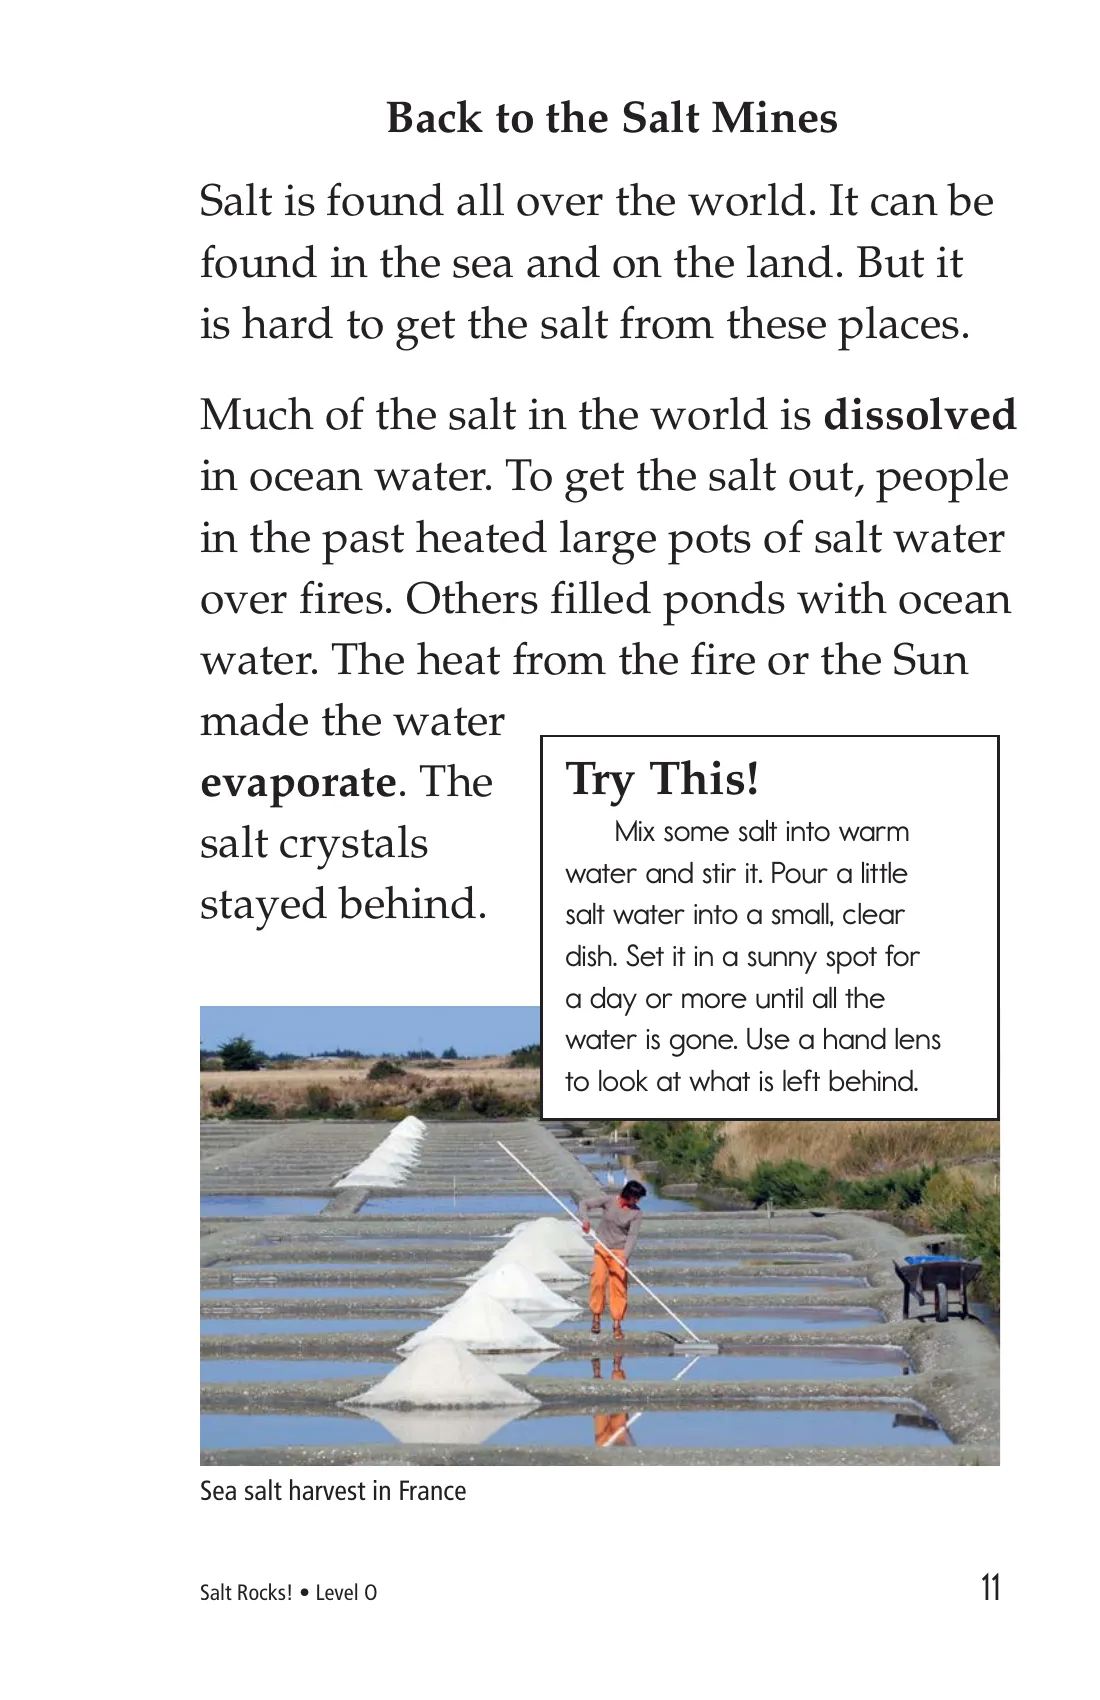 Back to the Salt Mines
Salt is found all over the world. It can be
found in the sea and on the land. But it
is hard to get the salt from these places.
Much of the salt in the world is dissolved
in ocean water. To get the salt out, people
in the past heated large pots of salt water
over fires. Others filled ponds with ocean
water. The heat from the fire or the Sun
made the water
evaporate. The
salt crystals
stayed behind.
Try This!
Mix some salt into warm
water and stir it. Pour a little
salt water into a small, clear
dish. Set it in a sunny spot for
a day or more until all the
water is gone. Use a hand lens
to look at what is left behind.
Sea salt harvest in France
Salt Rocks! • Level O
11